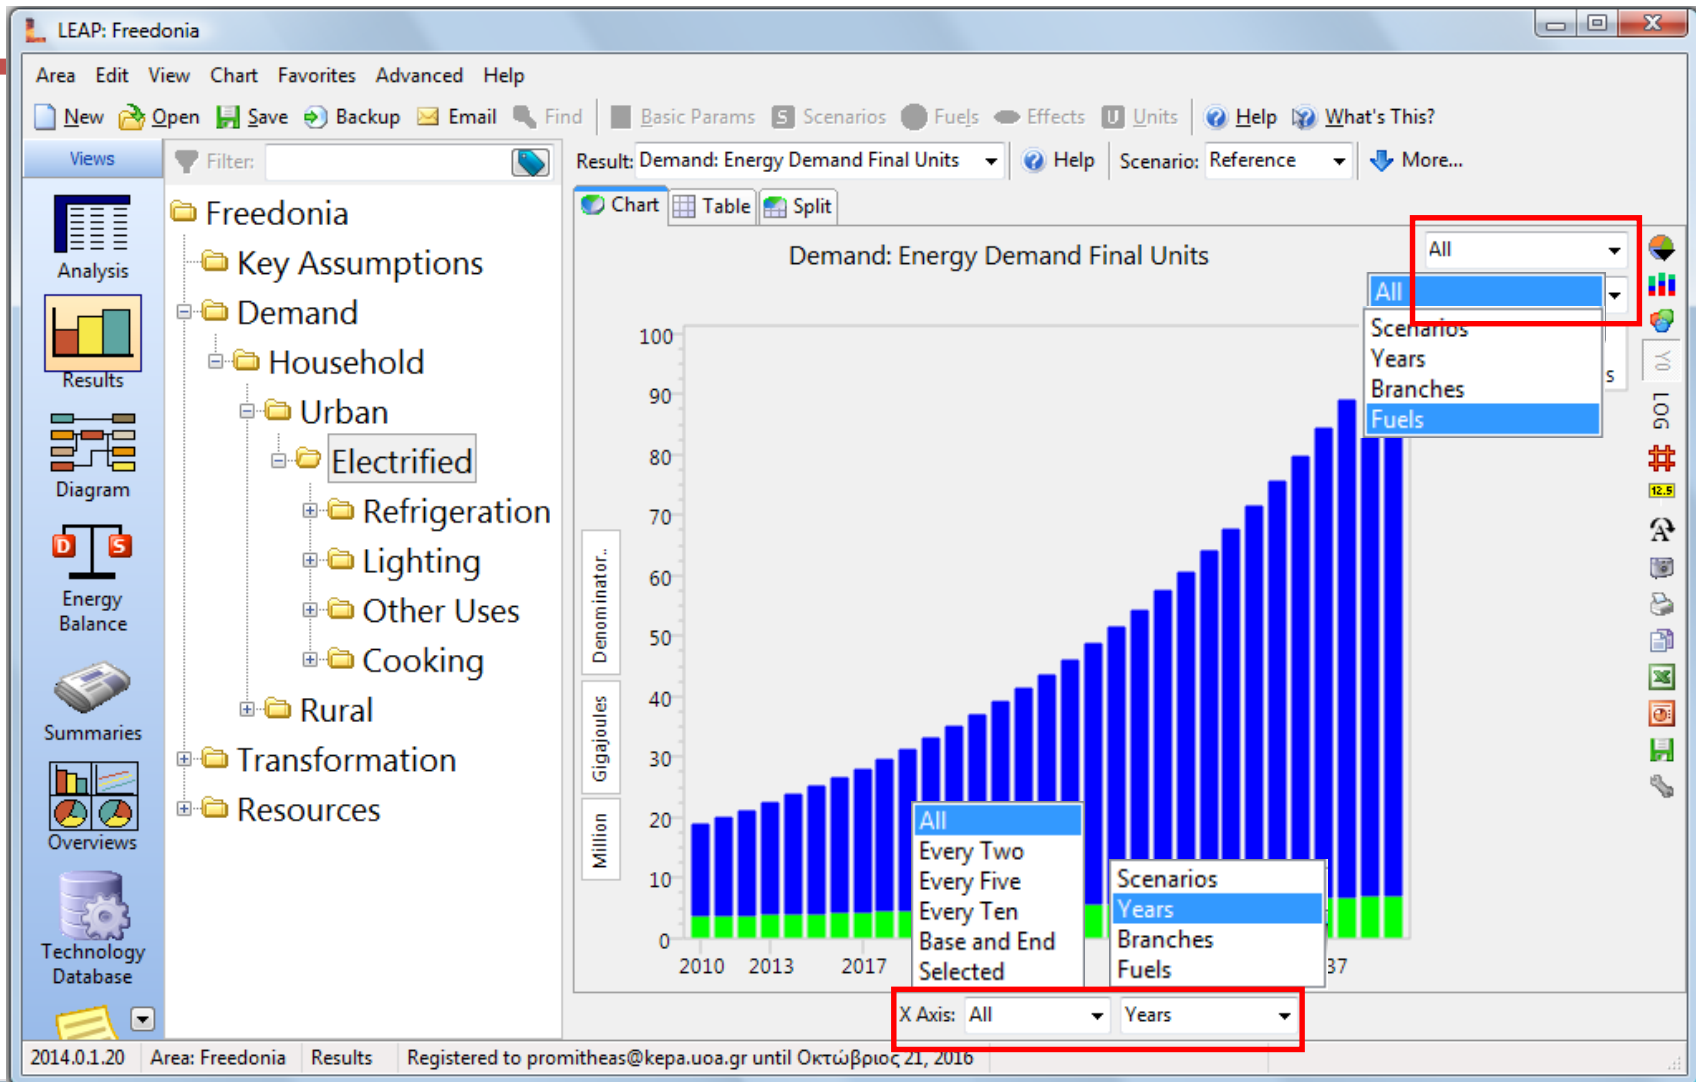 LEAP: Freedonia
Area Edit View Chart Favorites Advanced Help
New Open Save Backup Email Find Basic Params Scenarios Fuels Effects Units Help What's This?
Views
Filter:
Result: Demand: Energy Demand Final Units Help Scenario: Reference More...
Chart Table Split
Analysis
Results
Diagram
Energy
Balance
Summaries
Overviews
Technology
Database
Freedonia
Key Assumptions
Demand
Household
Urban
Electrified
Refrigeration
Lighting
Other Uses
Cooking
Rural
Transformation
Resources
Demand: Energy Demand Final Units
All
All
Scenarios
Years
Branches
Fuels
s
YO
LOG
12.5
100
90
80
70
60
50
40
30
20
10
0
Denominator..
Gigajoules
Million
2010 2013 2017 37
All
Every Two
Every Five
Every Ten
Base and End
Selected
Scenarios
Years
Branches
Fuels
X Axis: All Years
2014.0.1.20 Area: Freedonia Results Registered to promitheas@kepa.uoa.gr until Οκτώβριος 21, 2016